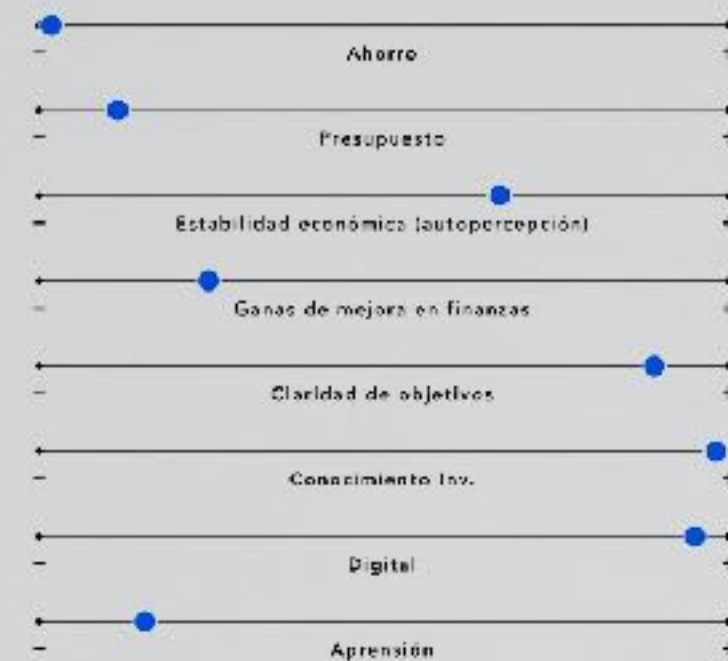 Ahorro
Presupuesto
Estabilidad económica (autopercepción)
Ganas de mejora en finanzas
Claridad de objetivos
Conocimiento Inv.
Digital
Aprensión